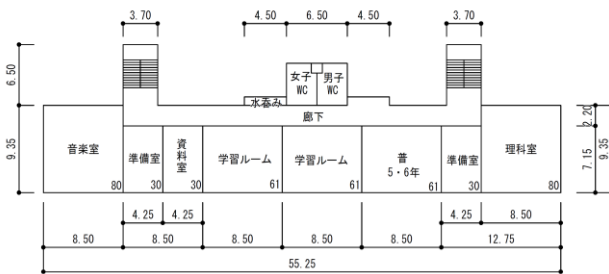 3.70
4.50
6.50
4.50
3.70
6.50
女子
WC
男子
WC
水呑み
廊下
2.20
9.35
音楽室
80
準備室
30
資料室
30
学習ルーム
61
学習ルーム
61
普
5・6年
61
準備室
30
理科室
80
7.15
9.35
4.25
4.25
4.25
8.50
8.50
8.50
8.50
8.50
8.50
12.75
55.25